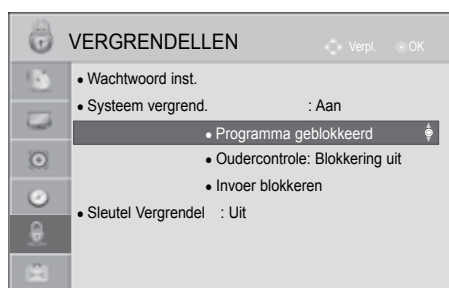 VERGRENDELLEN Verpl. OK
• Wachtwoord inst.
• Systeem vergrend. : Aan
• Programma geblokkeerd
• Oudercontrole: Blokkering uit
• Invoer blokkeren
• Sleutel Vergrendel : Uit